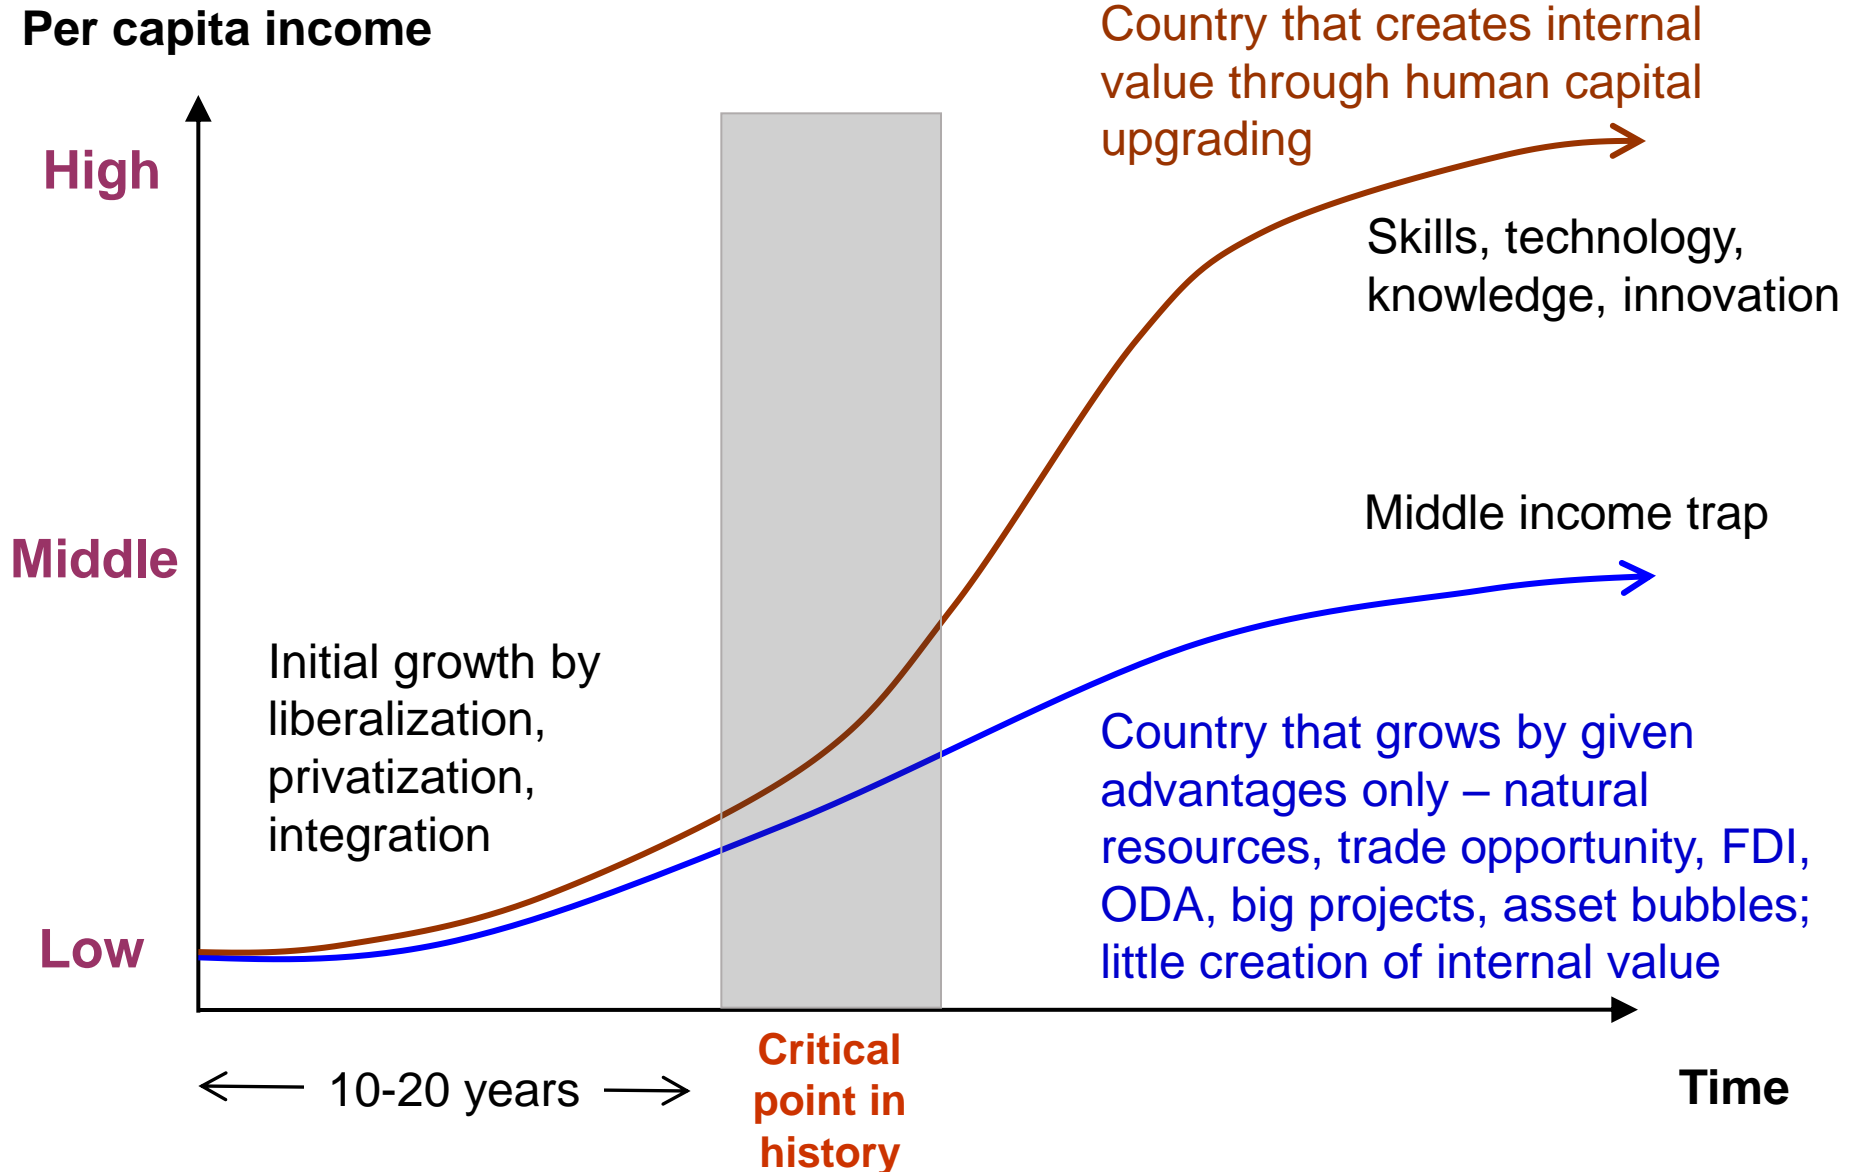 Per capita income
Country that creates internal
value through human capital
upgrading
High
Skills, technology,
knowledge, innovation
Middle income trap
Middle
Initial growth by
liberalization,
privatization,
integration
Country that grows by given
advantages only – natural
resources, trade opportunity, FDI,
ODA, big projects, asset bubbles;
little creation of internal value
Low
10-20 years
Critical
point in
history
Time